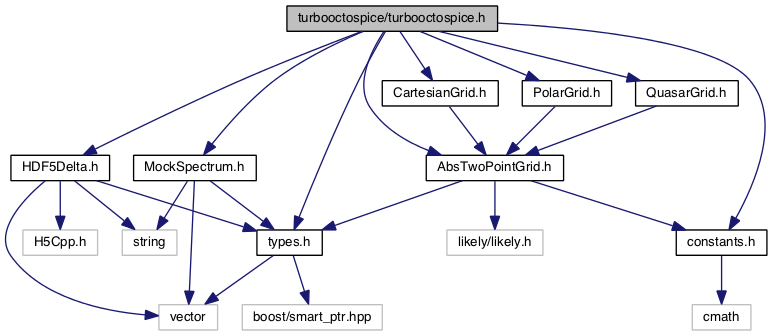 turbooctospice/turbooctospice.h
CartesianGrid.h
PolarGrid.h
QuasarGrid.h
HDF5Delta.h
MockSpectrum.h
AbsTwoPointGrid.h
H5Cpp.h
string
types.h
likely/likely.h
constants.h
vector
boost/smart_ptr.hpp
cmath